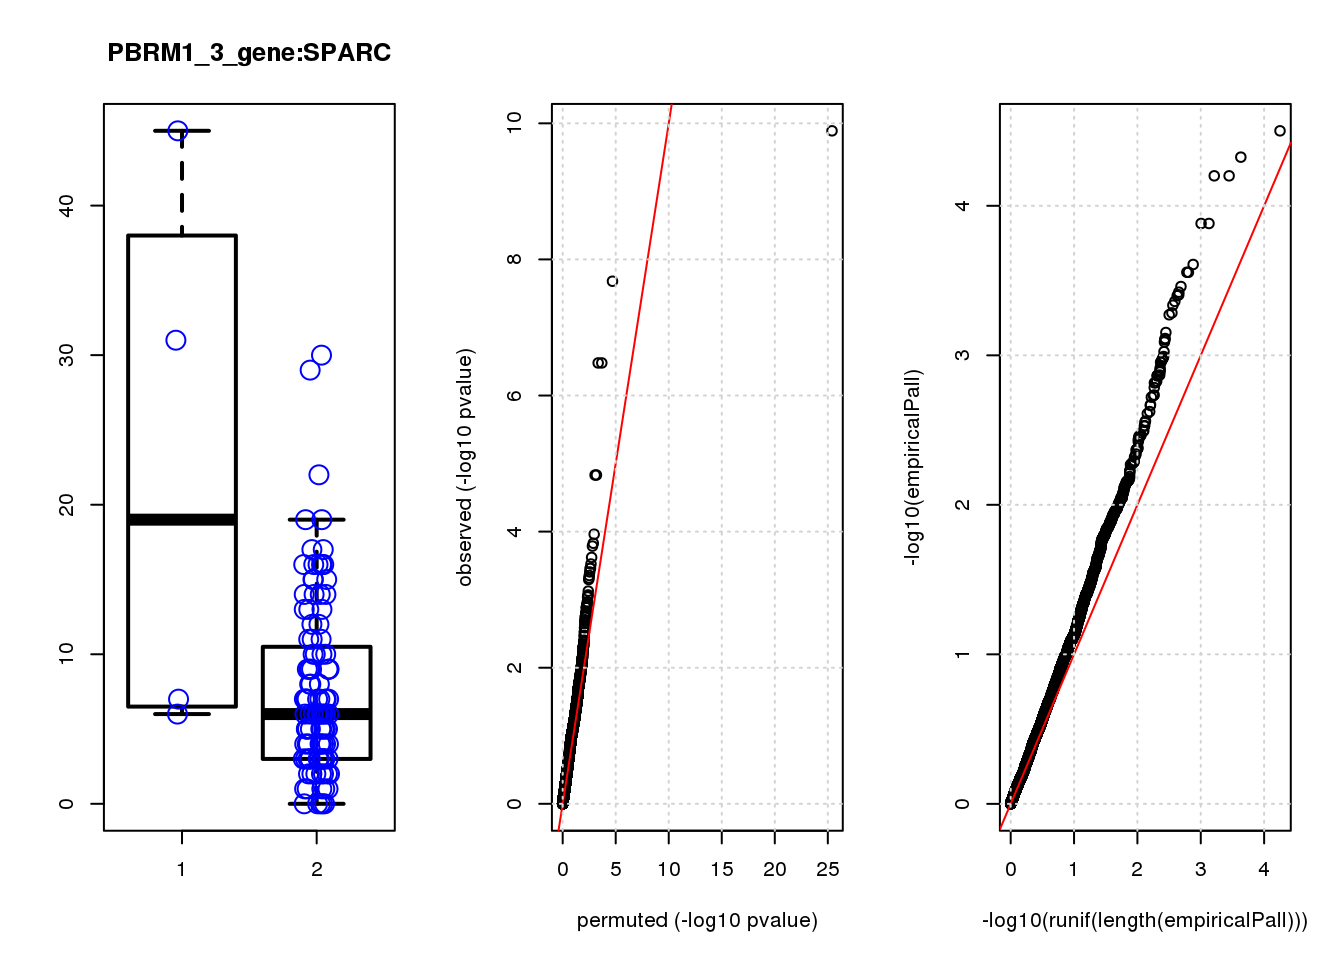 PBRM1_3_gene:SPARC
40
30
20
10
0
1 2
observed (-log10 pvalue)
10
8
6
4
2
0
0 5 10 15 20 25
permuted (-log10 pvalue)
-log10(empiricalPall)
4
3
2
1
0
0 1 2 3 4
-log10(runif(length(empiricalPall)))